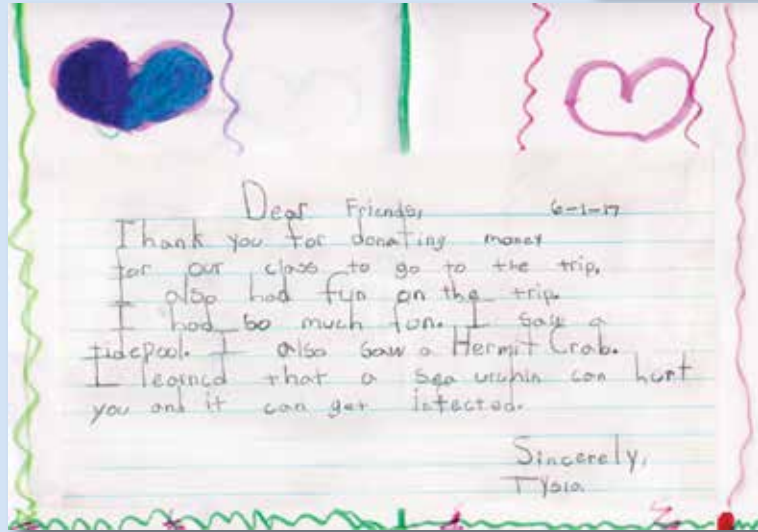 Dear Friends, 6-1-17
Thank you for donating money
for our class to go to the trip.
I also had fun on the trip.
I had so much fun. I saw a
tidepool. I also saw a Hermit Crab.
I learned that a sea urchin can hurt
you and it can get infected.
Sincerely,
Tysia.